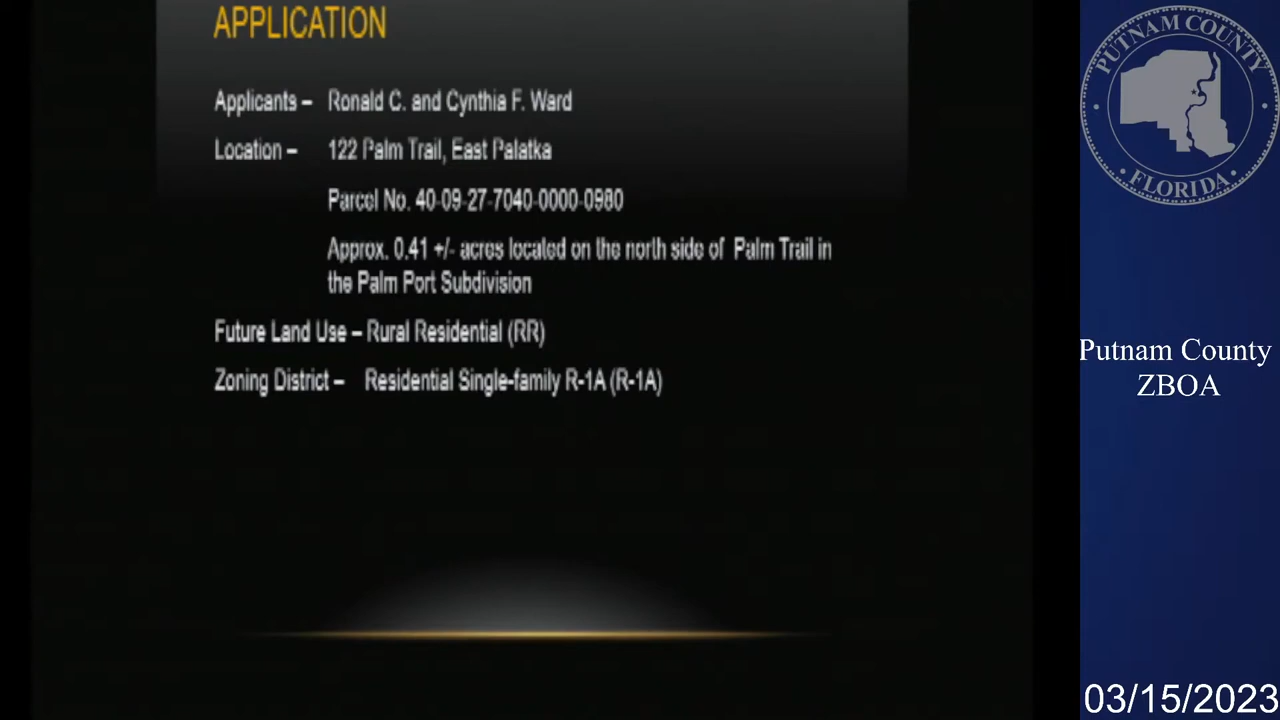 APPLICATION
Applicants – Ronald C. and Cynthia F. Ward
Location – 122 Palm Trail, East Palatka
Parcel No. 40-09-27-7040-0000-0980
Approx. 0.41 +/- acres located on the north side of Palm Trail in
the Palm Port Subdivision
Future Land Use – Rural Residential (RR)
Zoning District – Residential Single-family R-1A (R-1A)
PUTNAM COUNTY
FLORIDA
Putnam County
ZBOA
03/15/2023